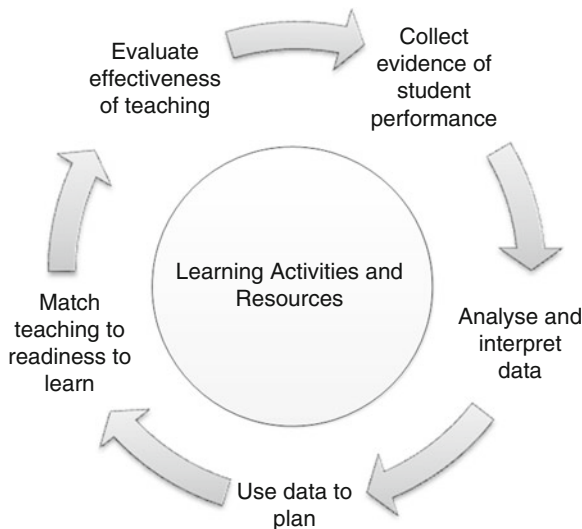 Evaluate
effectiveness
of teaching
Collect
evidence of
student
performance
Learning Activities and
Resources
Analyse and
interpret
data
Use data to
plan
Match
teaching to
readiness to
learn